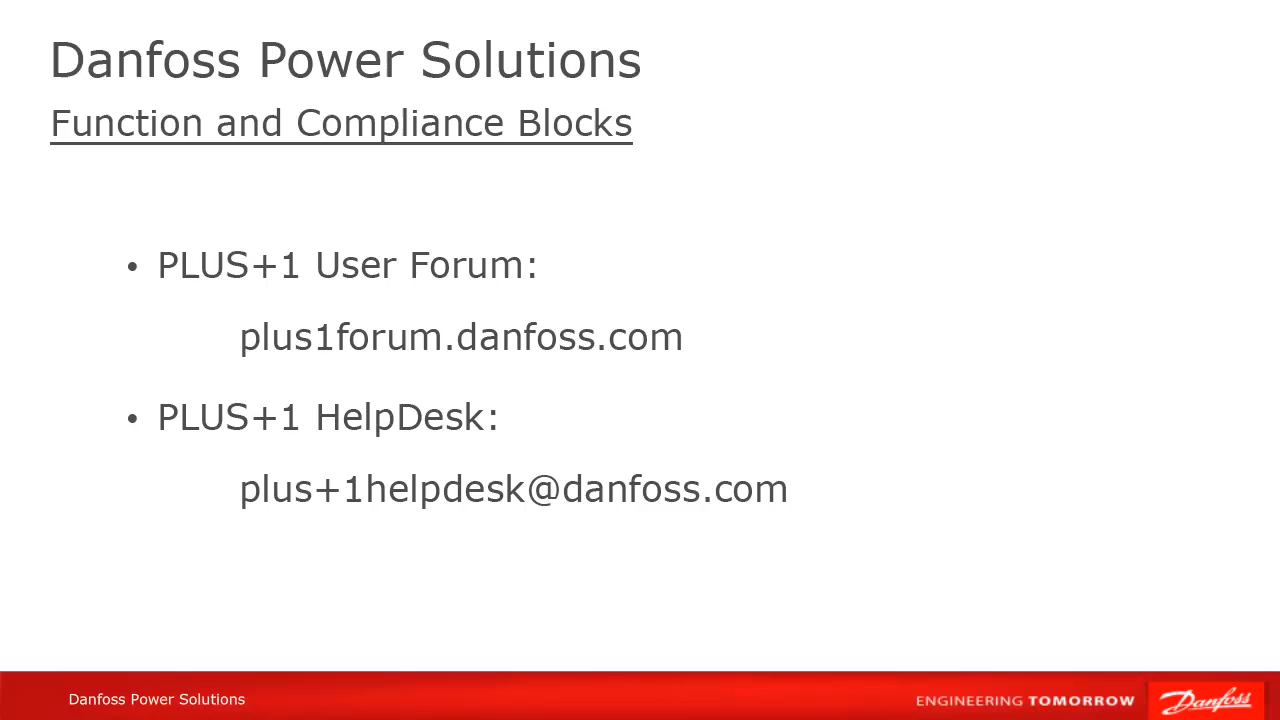 Danfoss Power Solutions
Function and Compliance Blocks
• PLUS+1 User Forum:
plus1forum.danfoss.com
• PLUS+1 HelpDesk:
plus+1helpdesk@danfoss.com
Danfoss Power Solutions
ENGINEERING TOMORROW
Danfoss